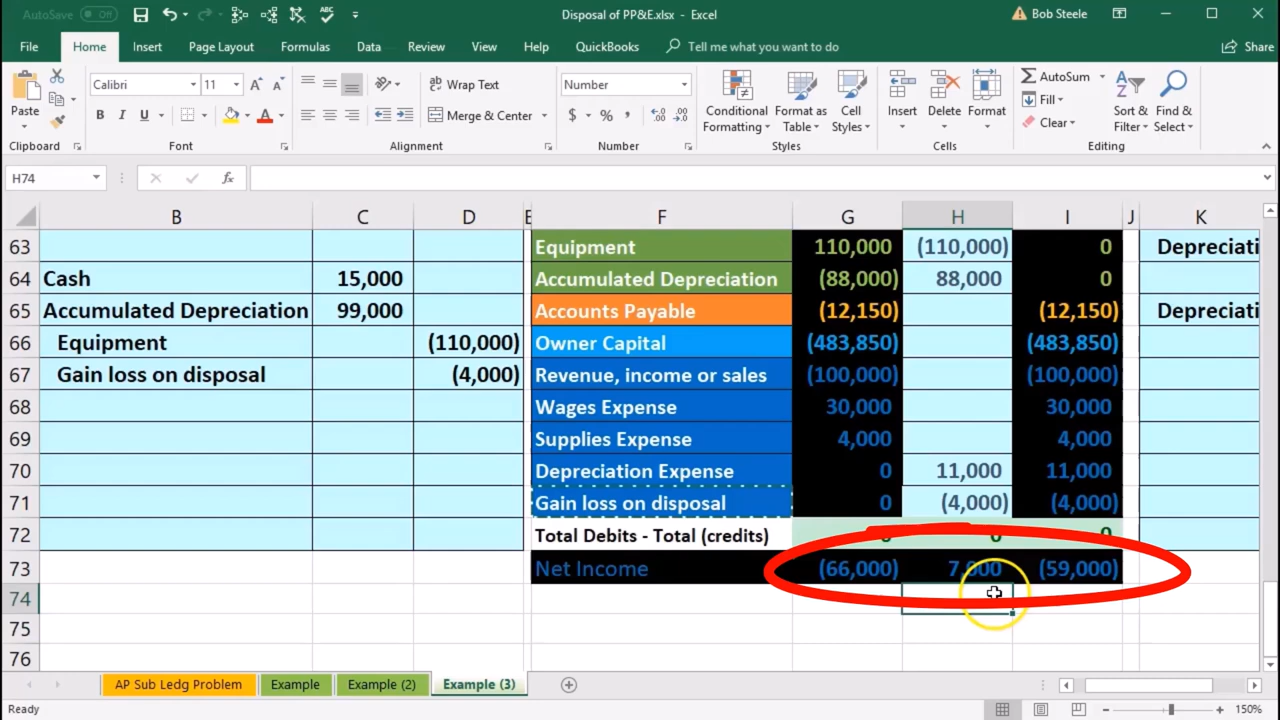 AutoSave Off Disposal of PP&E.xlsx - Excel Bob Steele
File Home Insert Page Layout Formulas Data Review View Help QuickBooks Tell me what you want to do Share
Calibri 11 Wrap Text Number AutoSum
Paste B I U Merge & Center $ % Conditional Formatting Format as Table Cell Styles Insert Delete Format Fill Clear Sort & Filter Find & Select
Clipboard Font Alignment Number Styles Cells Editing
H74 fx
B C D E F G H I J K
63 Equipment 110,000 (110,000) 0 Depreciati
64 Cash 15,000 Accumulated Depreciation (88,000) 88,000 0
65 Accumulated Depreciation 99,000 Accounts Payable (12,150) (12,150) Depreciati
66 Equipment (110,000) Owner Capital (483,850) (483,850)
67 Gain loss on disposal (4,000) Revenue, income or sales (100,000) (100,000)
68 Wages Expense 30,000 30,000
69 Supplies Expense 4,000 4,000
70 Depreciation Expense 0 11,000 11,000
71 Gain loss on disposal 0 (4,000) (4,000)
72 Total Debits - Total (credits) 0 0 0
73 Net Income (66,000) 7,000 (59,000)
74
75
76
AP Sub Ledg Problem Example Example (2) Example (3)
Ready 150%